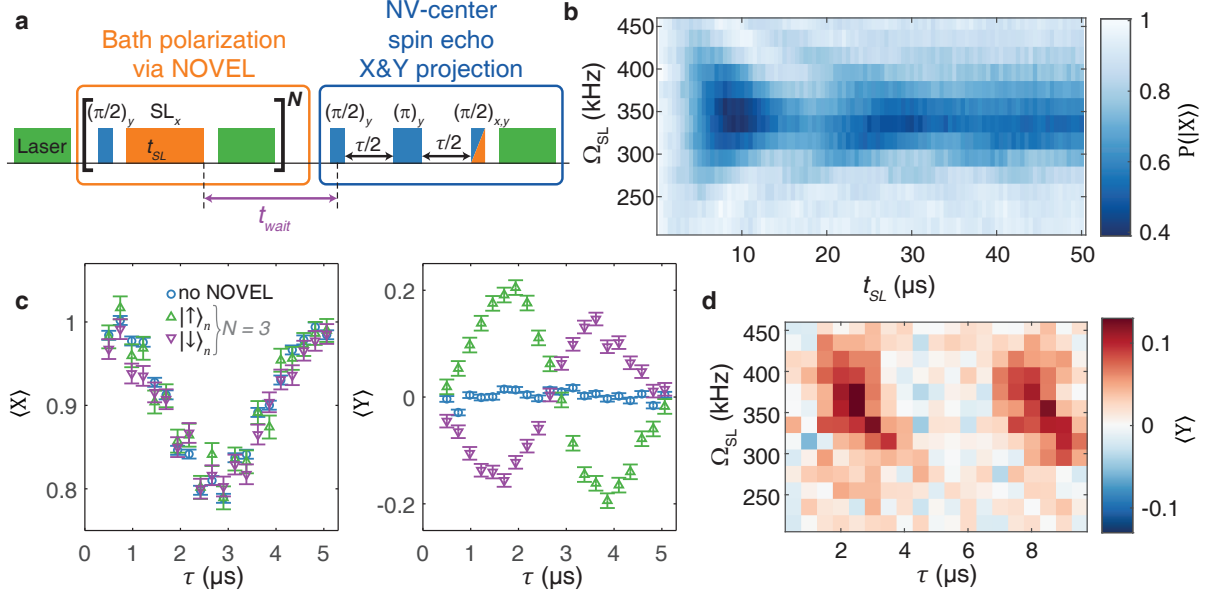 a
Bath polarization
via NOVEL
NV-center
spin echo
X&Y projection
Laser
(π/2)y
SLx
N
tSL
(π/2)y
(π)y
(π/2)x,y
τ/2
τ/2
twait
b
450
400
350
300
250
ΩSL (kHz)
10
20
30
40
50
tSL (µs)
1
0.8
0.6
0.4
P(|X⟩)
c
no NOVEL
|↑⟩n
|↓⟩n
N = 3
1
0.9
0.8
⟨X⟩
0
1
2
3
4
5
τ (µs)
0.2
0
-0.2
⟨Y⟩
0
1
2
3
4
5
τ (µs)
d
450
400
350
300
250
ΩSL (kHz)
2
4
6
8
τ (µs)
0.1
0
-0.1
⟨Y⟩